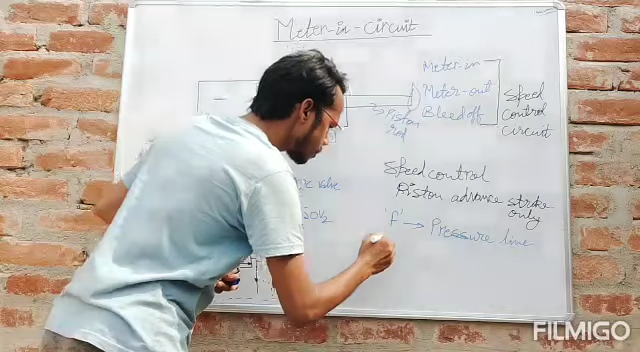 Meter-in-Circuit
Meter-in
Meter-out
Bleed off
Speed
control
circuit
Piston
rod
Speed control
Piston advance stroke
only
valve
'F' → Pressure line
FILMIGO